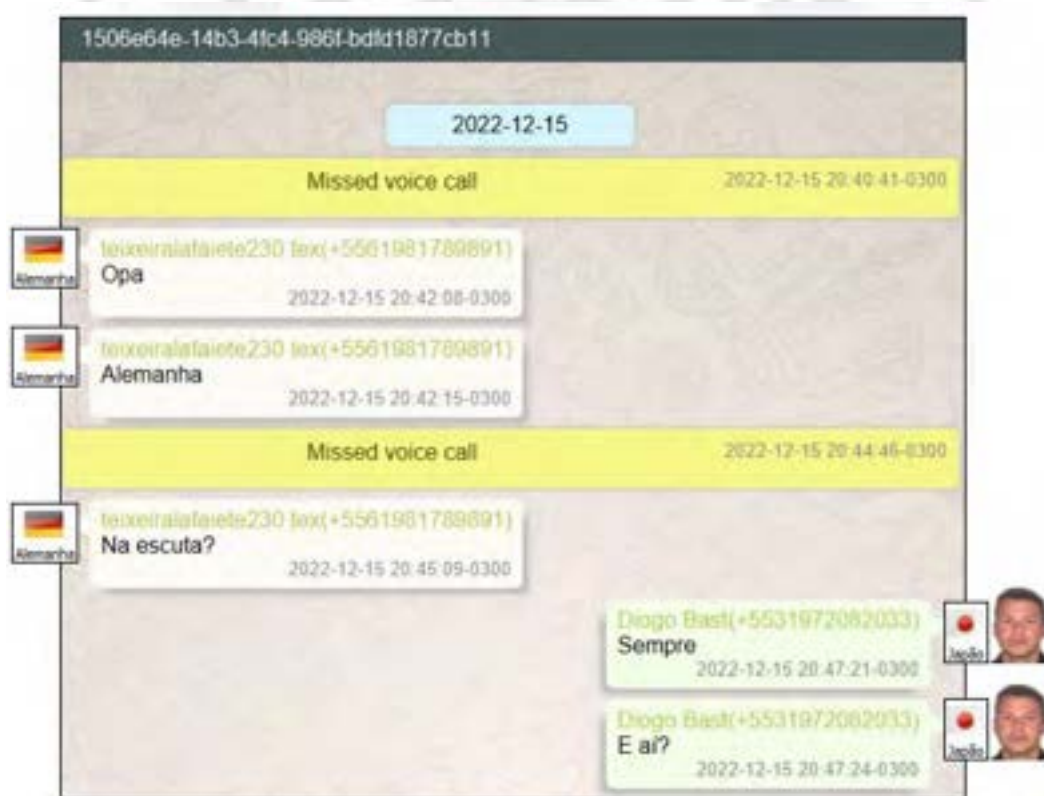 1506e64e-14b3-4fc4-986f-bdfd1877cb11
2022-12-15
Missed voice call 2022-12-15 20:40:41-0300
teixeiralafaiete230 tex(+5561981789891)
Alemanha
Opa
2022-12-15 20:42:08-0300
teixeiralafaiete230 tex(+5561981789891)
Alemanha
Alemanha
2022-12-15 20:42:15-0300
Missed voice call 2022-12-15 20:44:46-0300
teixeiralafaiete230 tex(+5561981789891)
Alemanha
Na escuta?
2022-12-15 20:45:09-0300
Diogo Bast(+5531972082033)
Sempre
Japão
2022-12-15 20:47:21-0300
Diogo Bast(+5531972082033)
E aí?
Japão
2022-12-15 20:47:24-0300